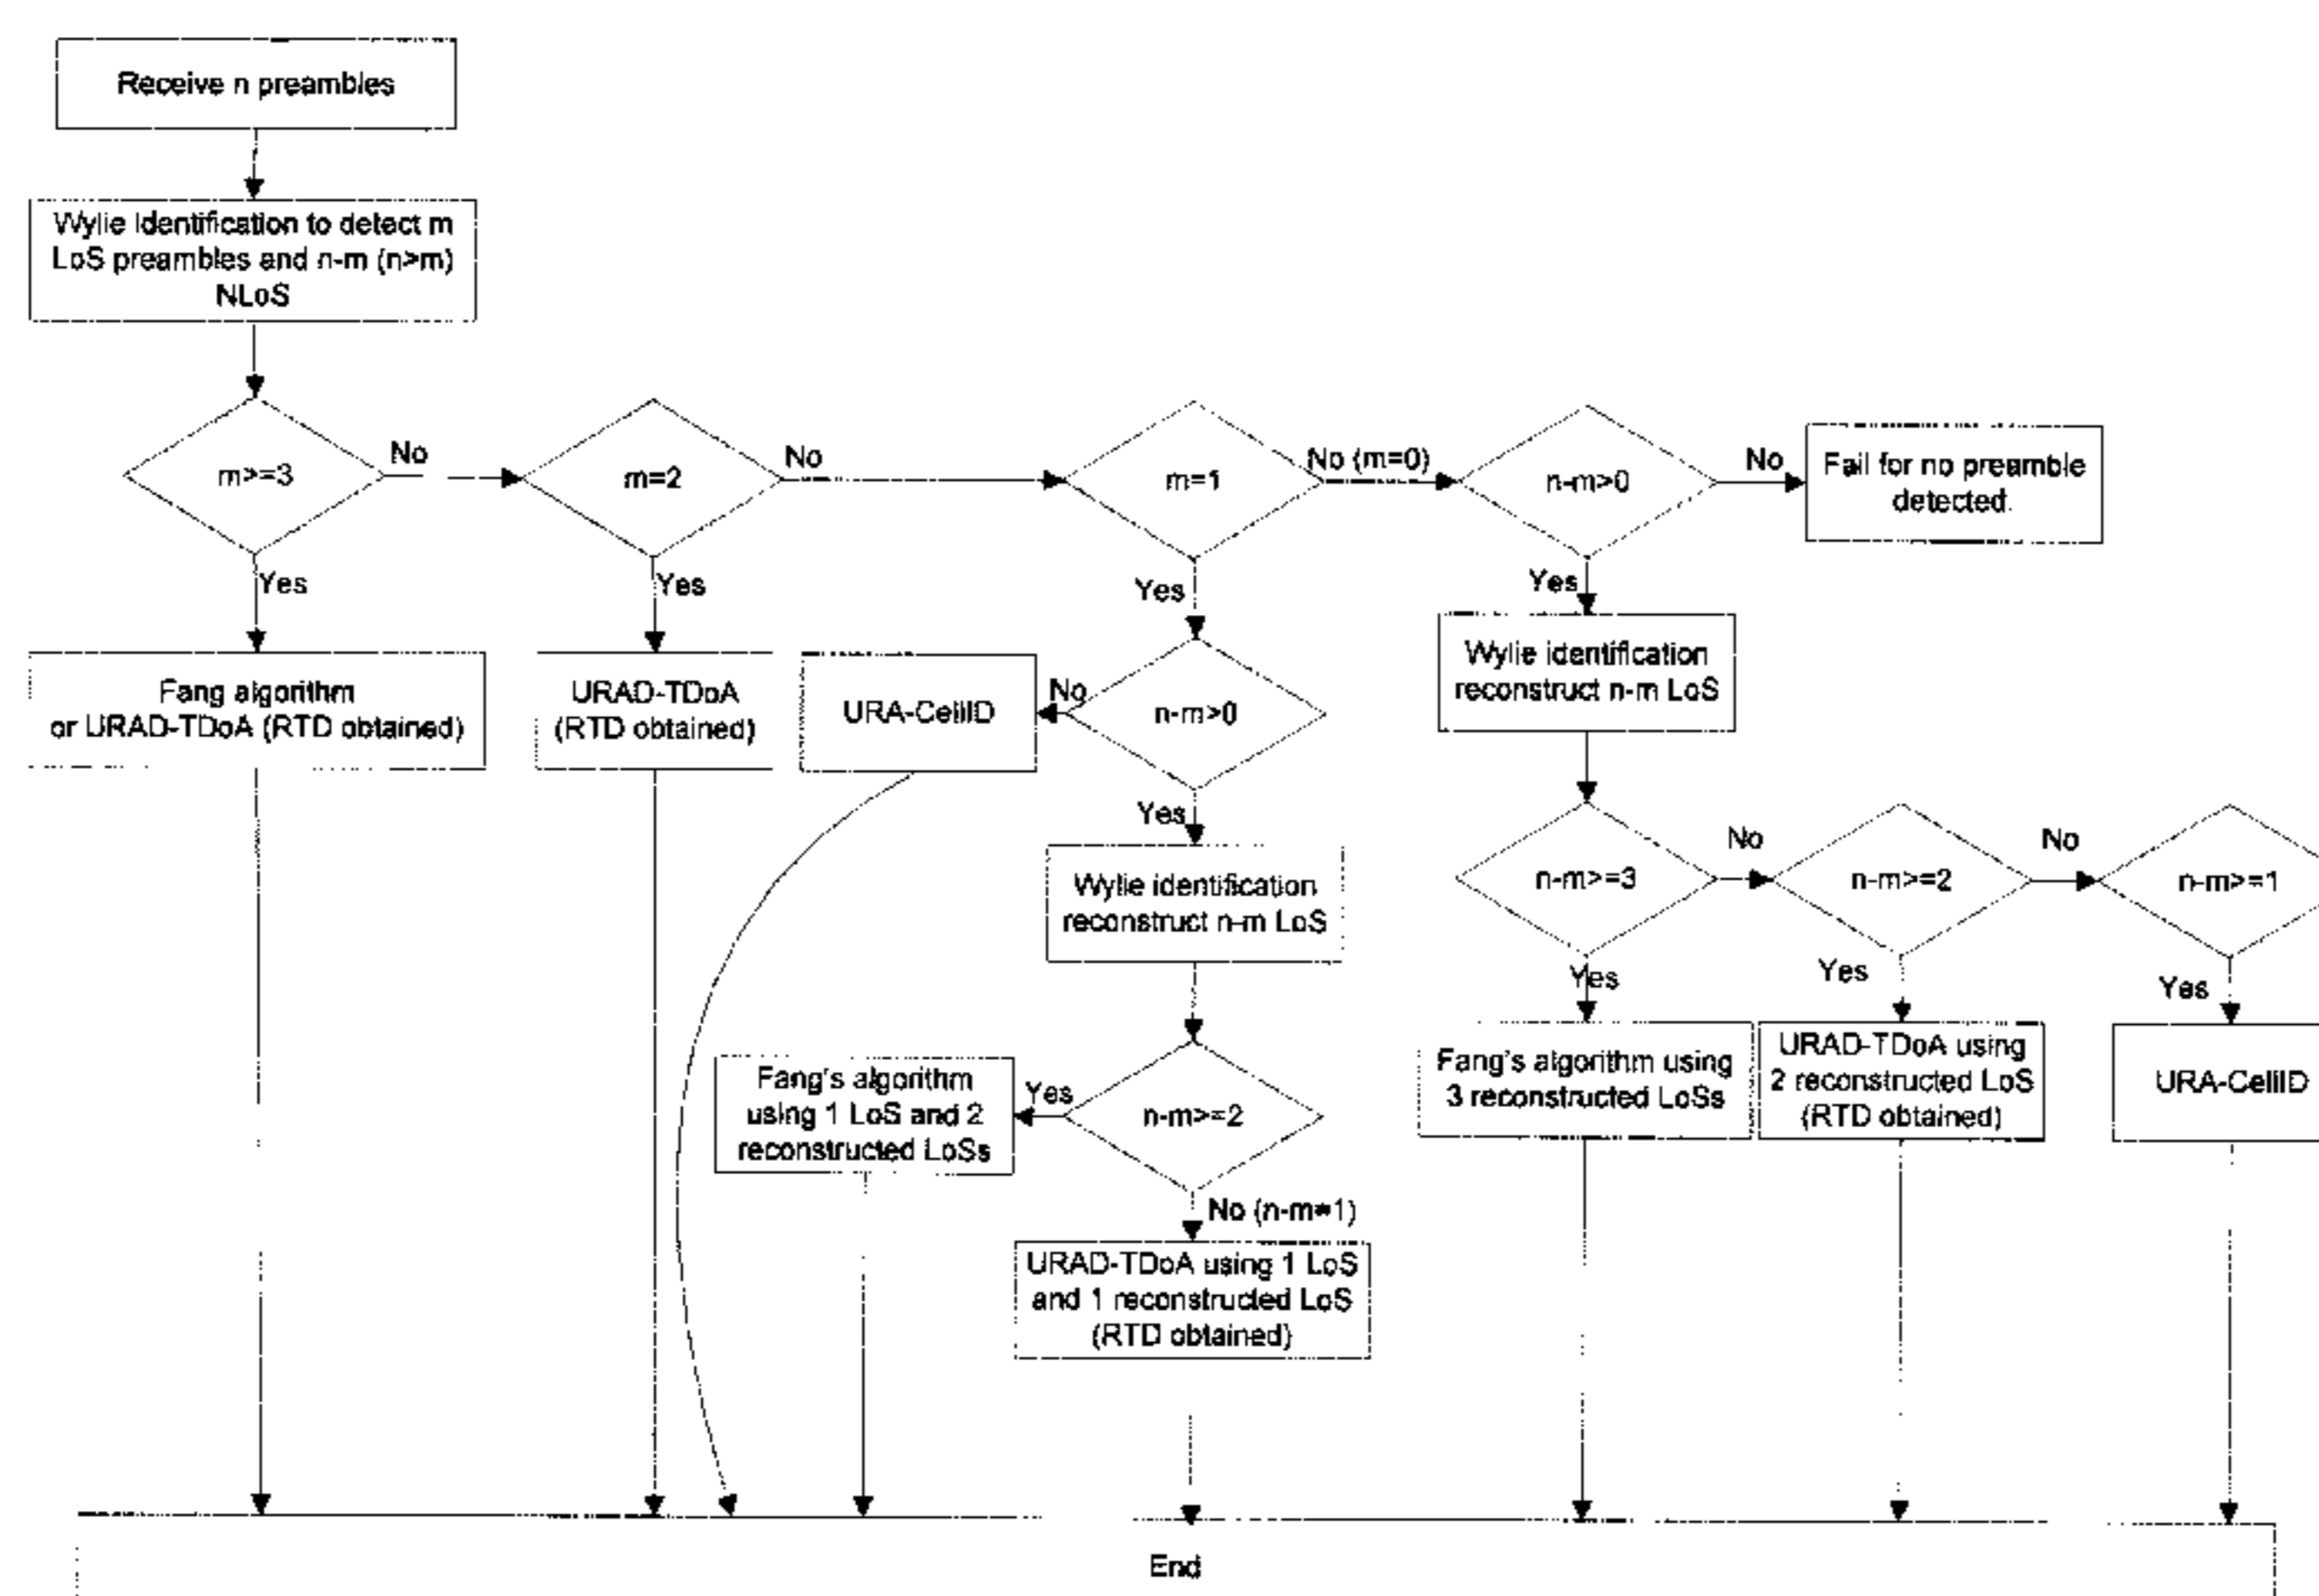 Receive n preambles
Wylie Identification to detect m
LoS preambles and n-m (n>m)
NLoS
m>=3
No
m=2
No
m=1
No (m=0)
n-m>0
No
Fail for no preamble
detected.
Yes
Yes
Yes
Yes
Fang algorithm
or URAD-TDoA (RTD obtained)
URAD-TDoA
(RTD obtained)
URA-CellID
No
n-m>0
Wylie identification
reconstruct n-m LoS
Yes
Wylie identification
reconstruct n-m LoS
n-m>=3
No
n-m>=2
No
n-m>=1
Yes
Yes
Yes
Fang's algorithm
using 1 LoS and 2
reconstructed LoSs
Yes
n-m>=2
Fang's algorithm using
3 reconstructed LoSs
URAD-TDoA using
2 reconstructed LoS
(RTD obtained)
URA-CellID
No (n-m=1)
URAD-TDoA using 1 LoS
and 1 reconstructed LoS
(RTD obtained)
End